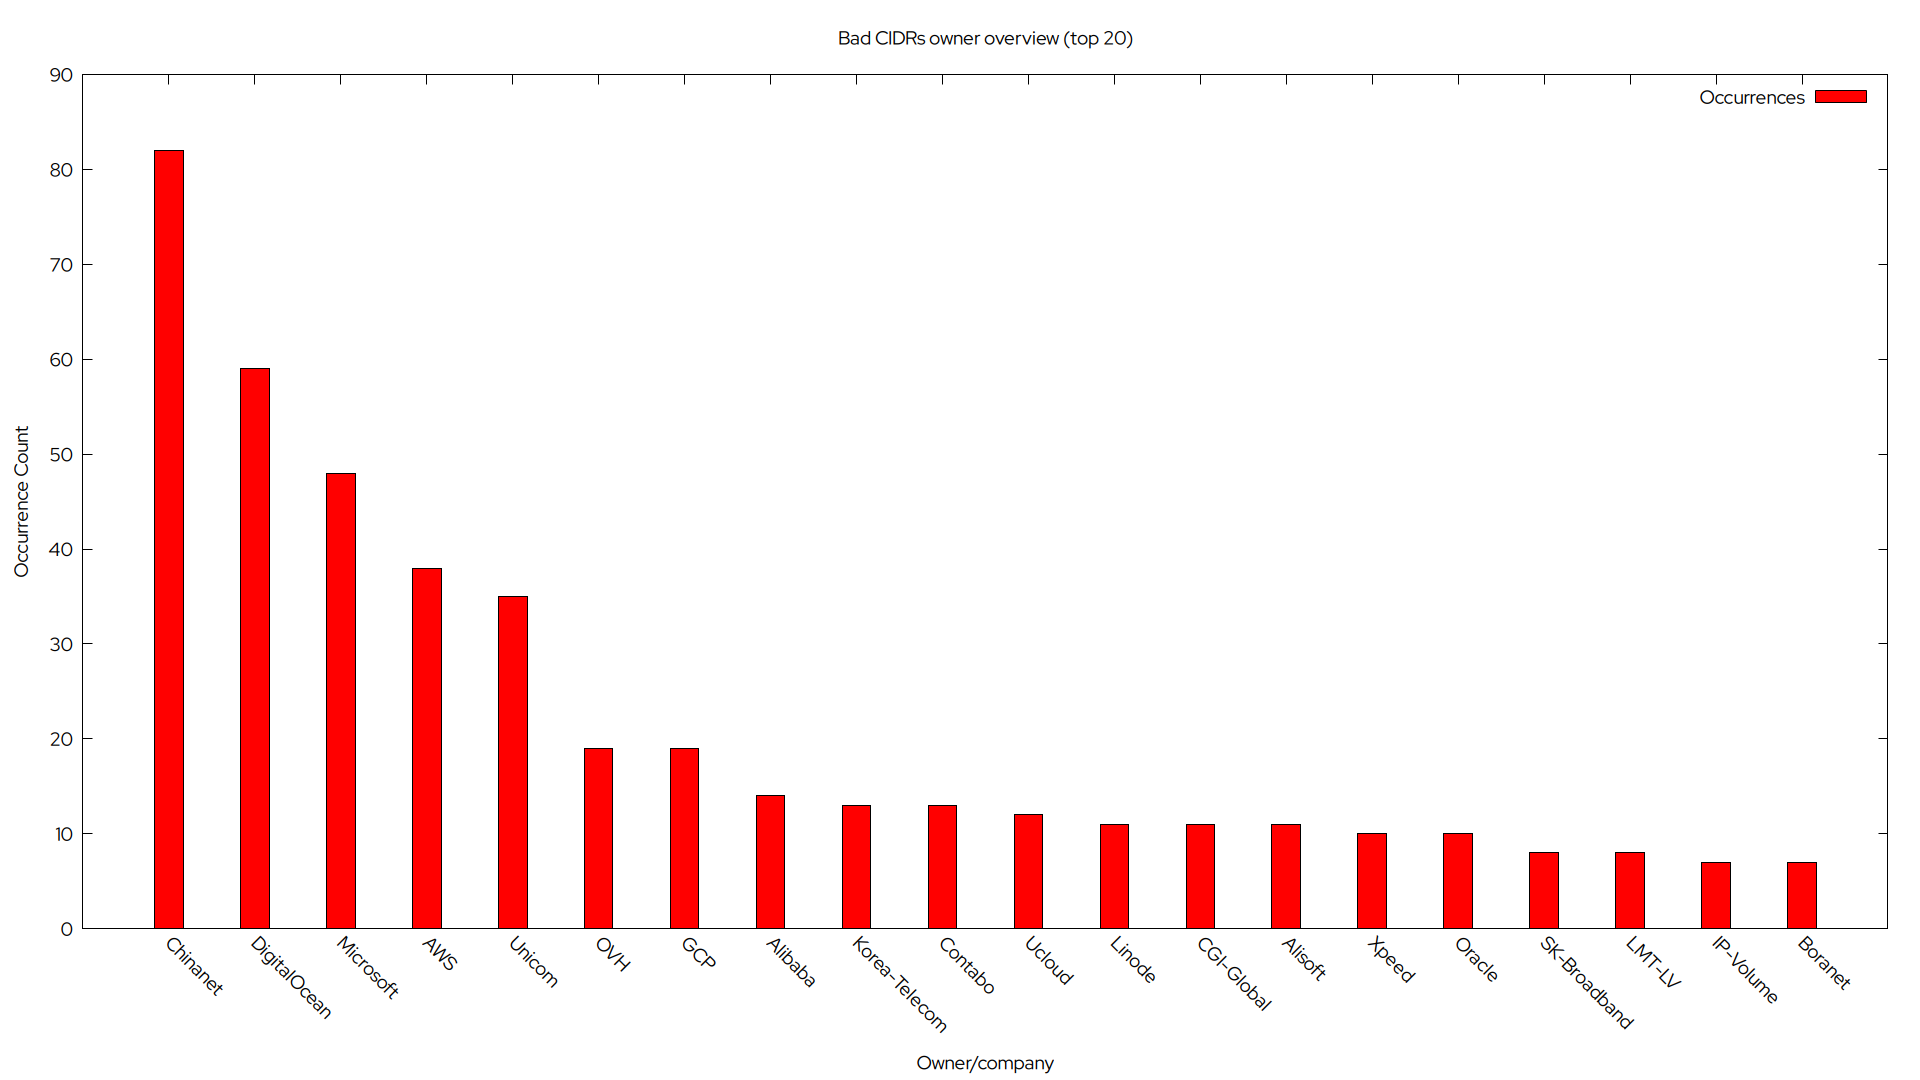 Bad CIDRs owner overview (top 20)
Occurrences
90
80
70
60
50
40
30
20
10
0
Occurrence Count
Chinanet
DigitalOcean
Microsoft
AWS
Unicom
OVH
GCP
Alibaba
Korea-Telecom
Contabo
Ucloud
Linode
CGI-Global
Alisoft
Xpeed
Oracle
SK-Broadband
LMT-LV
IP-Volume
Boranet
Owner/company